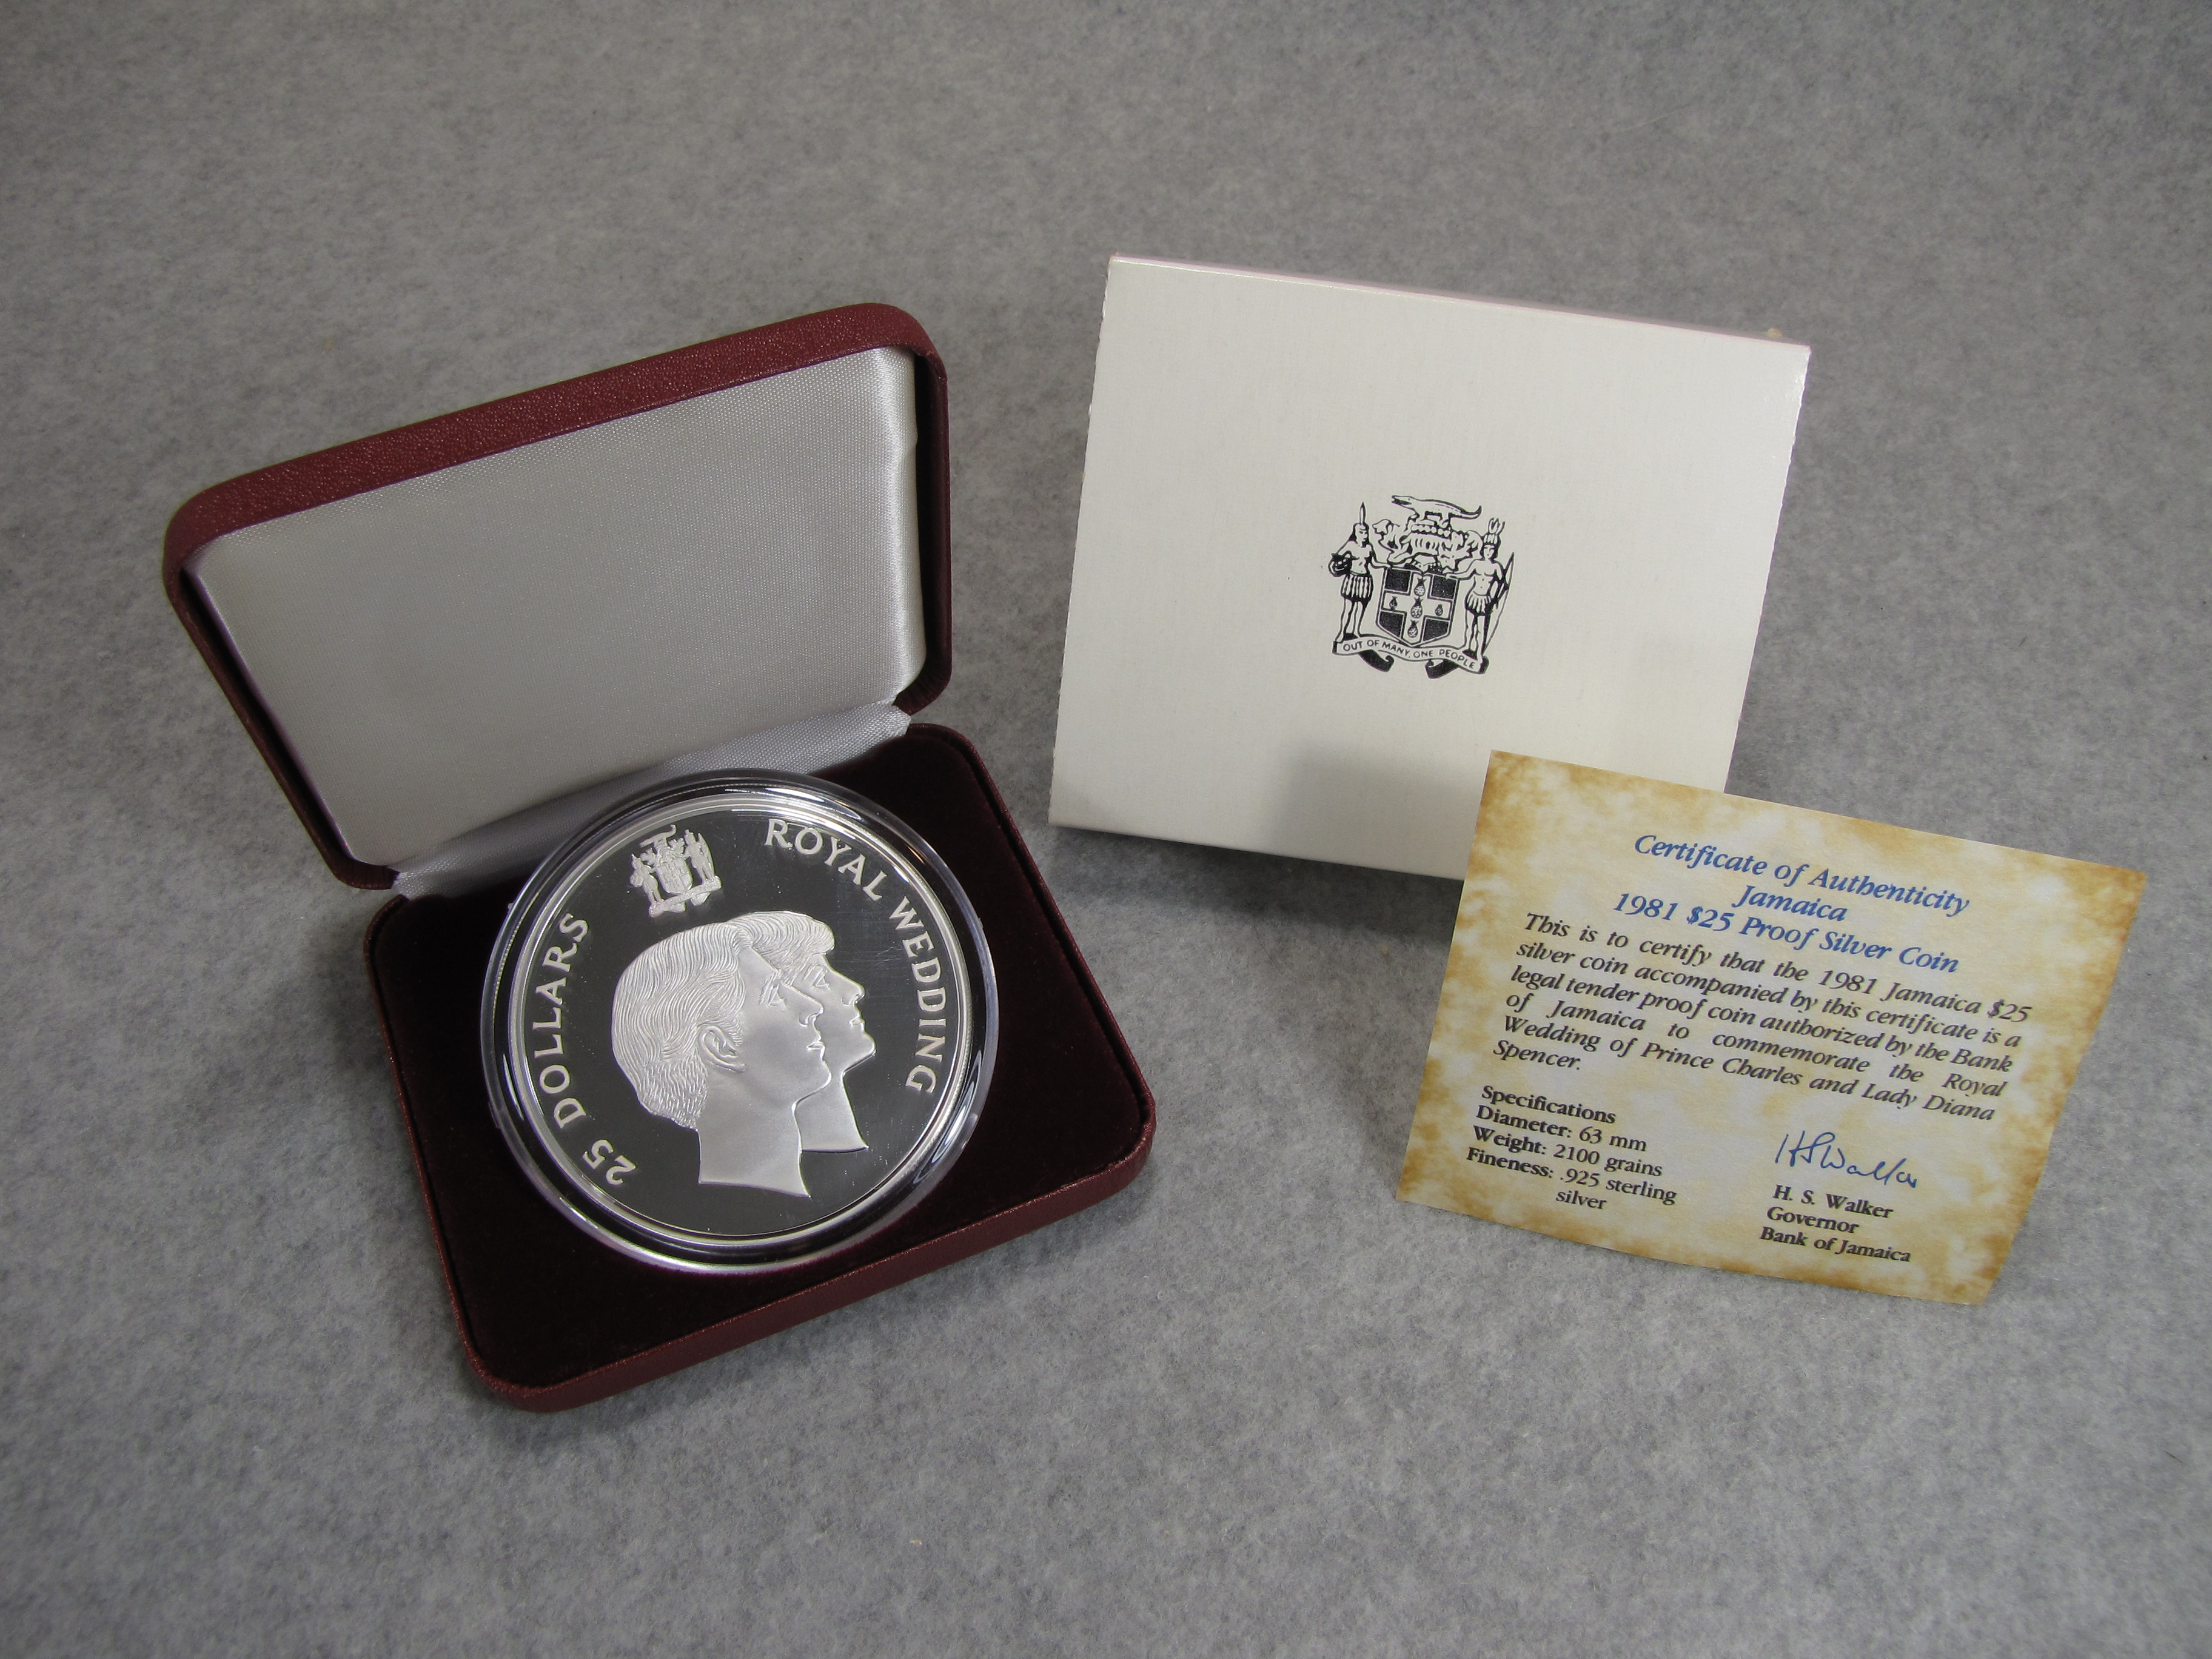 25 DOLLARS
ROYAL WEDDING
OUT OF MANY, ONE PEOPLE
Certificate of Authenticity
Jamaica
1981 $25 Proof Silver Coin
This is to certify that the 1981 Jamaica $25
silver coin accompanied by this certificate is a
legal tender proof coin authorized by the Bank
of Jamaica to commemorate the Royal
Wedding of Prince Charles and Lady Diana
Spencer.
Specifications
Diameter: 63 mm
Weight: 2100 grains
Fineness: .925 sterling
silver
HSWalker
H. S. Walker
Governor
Bank of Jamaica